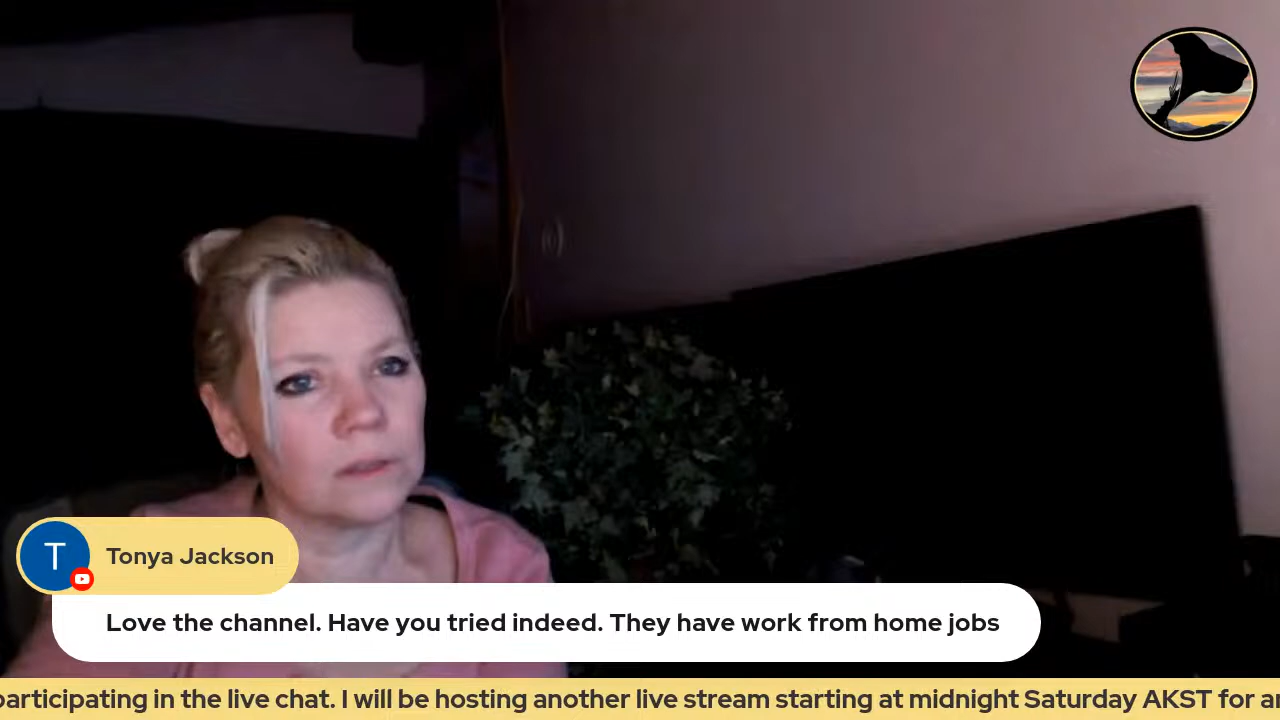 T
Tonya Jackson
Love the channel. Have you tried indeed. They have work from home jobs
participating in the live chat. I will be hosting another live stream starting at midnight Saturday AKST for